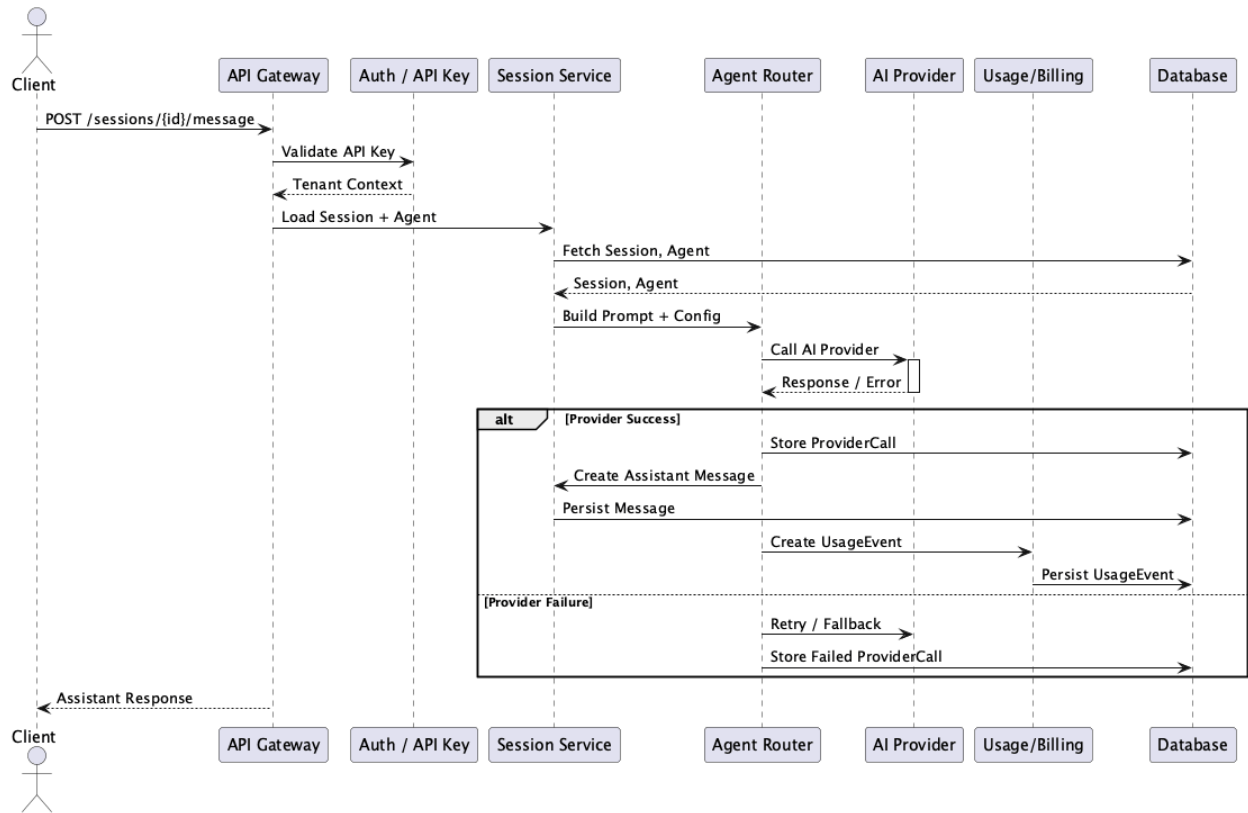 Client
API Gateway
Auth / API Key
Session Service
Agent Router
AI Provider
Usage/Billing
Database
POST /sessions/{id}/message
Validate API Key
Tenant Context
Load Session + Agent
Fetch Session, Agent
Session, Agent
Build Prompt + Config
Call AI Provider
Response / Error
alt
[Provider Success]
Store ProviderCall
Create Assistant Message
Persist Message
Create UsageEvent
Persist UsageEvent
[Provider Failure]
Retry / Fallback
Store Failed ProviderCall
Assistant Response
Client
API Gateway
Auth / API Key
Session Service
Agent Router
AI Provider
Usage/Billing
Database